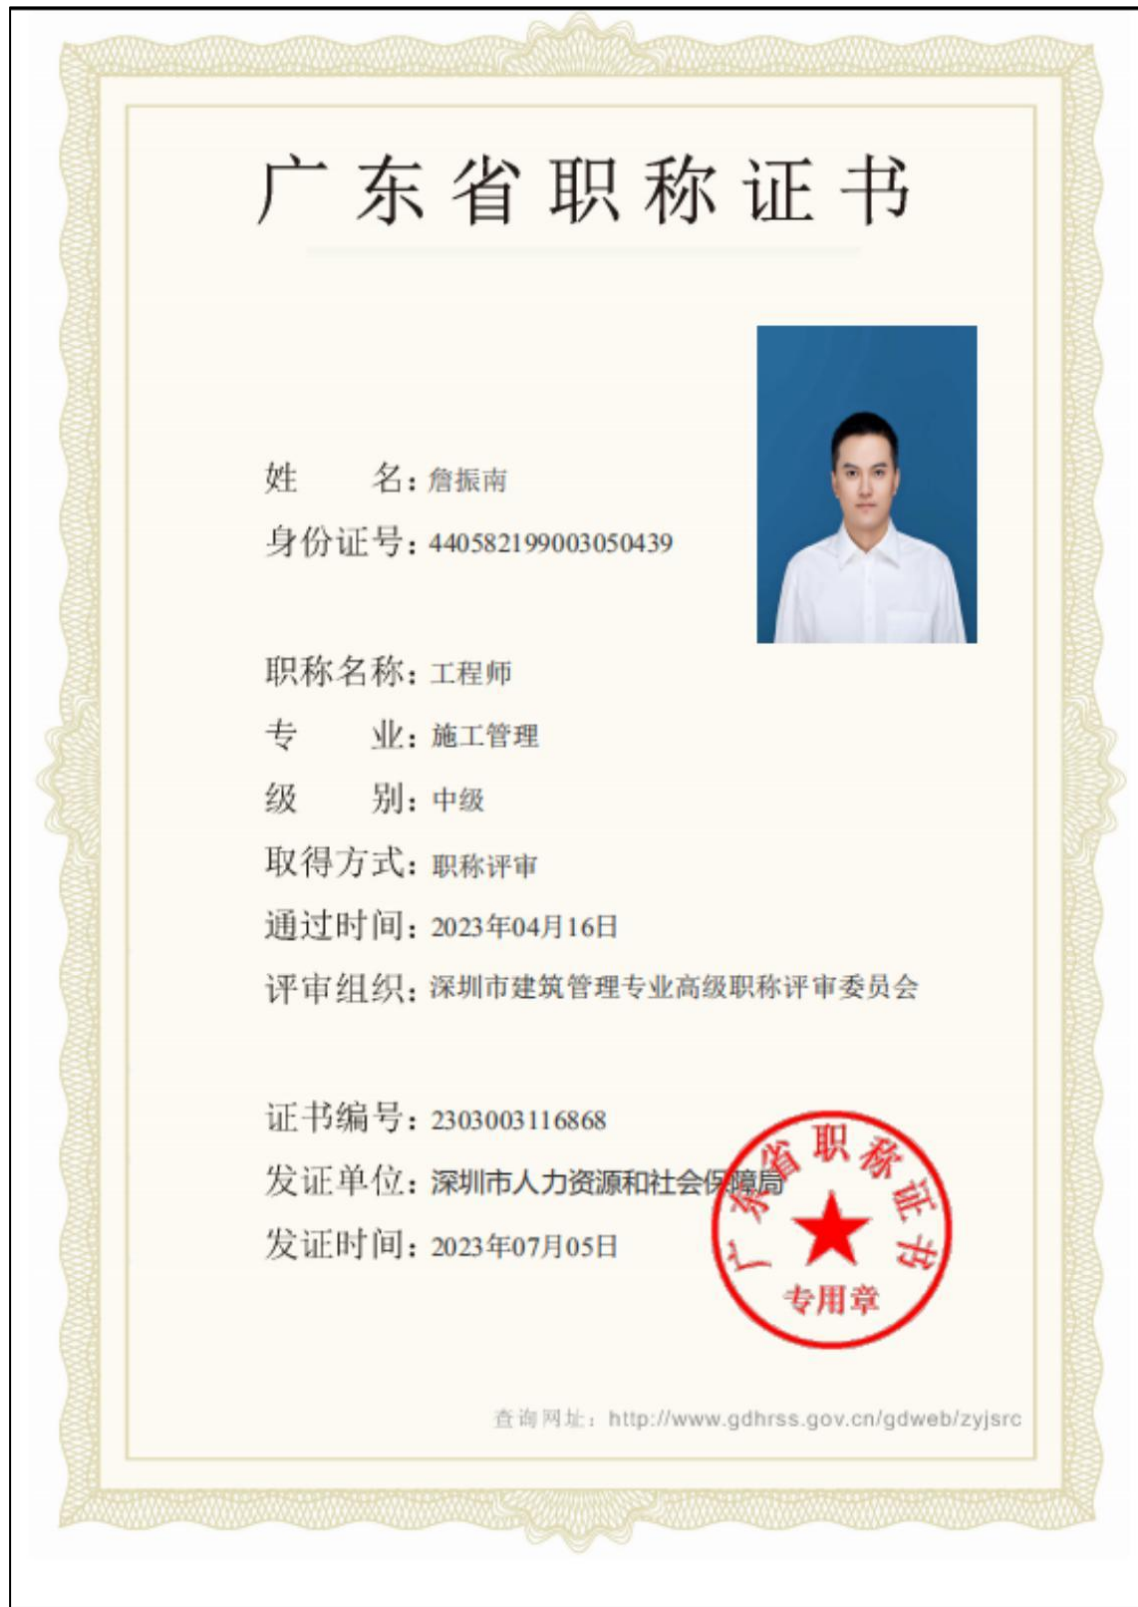 广东省职称证书
姓 名：詹振南
身份证号：440582199003050439
职称名称：工程师
专 业：施工管理
级 别：中级
取得方式：职称评审
通过时间：2023年04月16日
评审组织：深圳市建筑管理专业高级职称评审委员会
证书编号：2303003116868
发证单位：深圳市人力资源和社会保障局
发证时间：2023年07月05日
广东省职称证书
专用章
查询网址：http://www.gdhrss.gov.cn/gdweb/zyjsrc